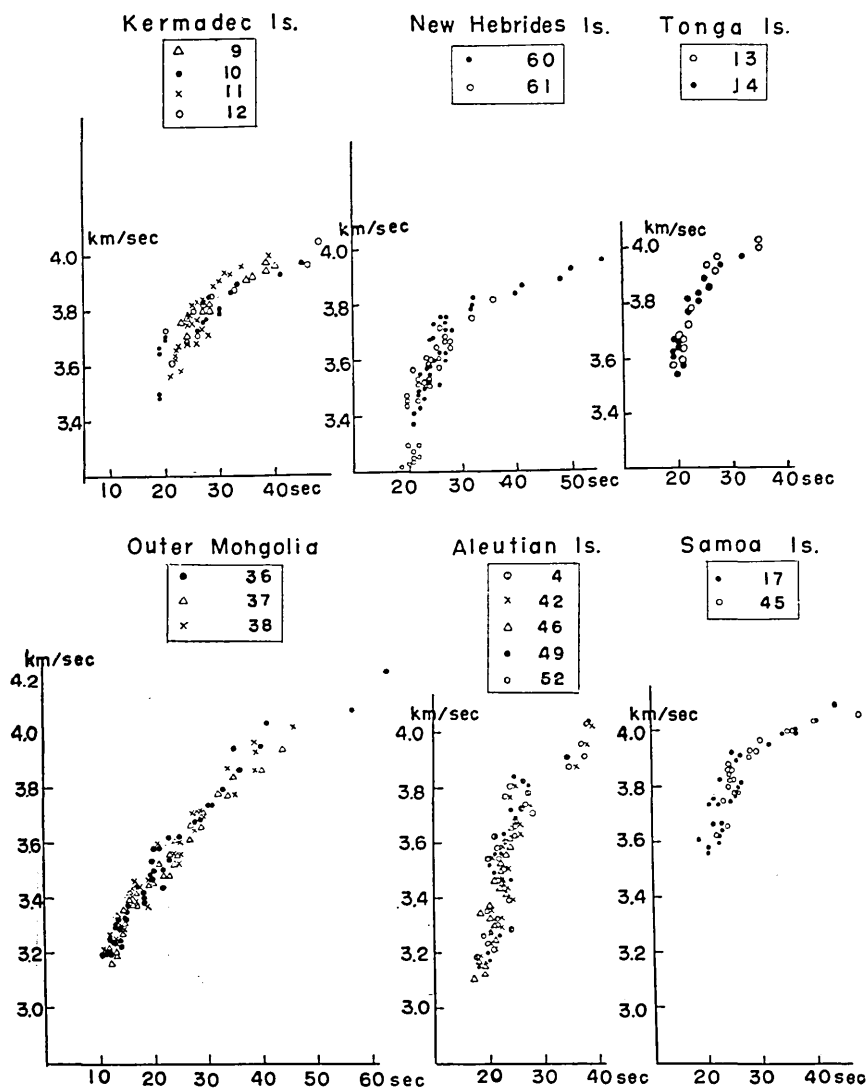 Kermadec Is.
△ 9
• 10
× 11
○ 12
km/sec
4.0
3.8
3.6
3.4
10 20 30 40sec
New Hebrides Is.
• 60
○ 61
km/sec
4.0
3.8
3.6
3.4
20 30 40 50sec
Tonga Is.
○ 13
• 14
km/sec
4.0
3.8
3.6
3.4
20 30 40sec
Outer Mohgolia
• 36
△ 37
× 38
km/sec
4.2
4.0
3.8
3.6
3.4
3.2
3.0
10 20 30 40 50 60 sec
Aleutian Is.
○ 4
× 42
△ 46
• 49
○ 52
km/sec
4.0
3.8
3.6
3.4
3.2
3.0
20 30 40 sec
Samoa Is.
• 17
○ 45
km/sec
4.0
3.8
3.6
3.4
3.2
3.0
20 30 40sec